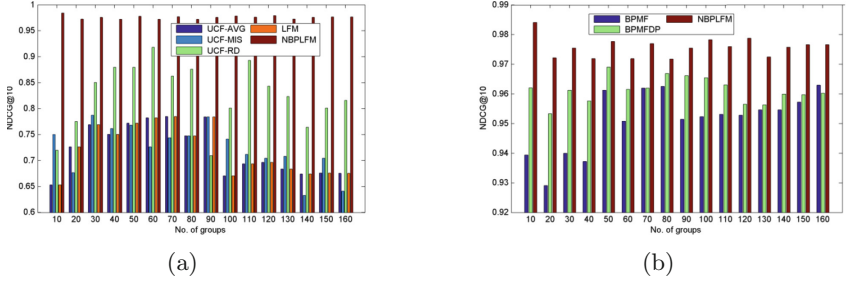 1
0.95
0.9
0.85
0.8
0.75
0.7
0.65
0.6
NDCG@10
UCF-AVG
UCF-MIS
UCF-RD
LFM
NBPLFM
10 20 30 40 50 60 70 80 90 100 110 120 130 140 150 160
No. of groups
(a)
0.99
0.98
0.97
0.96
0.95
0.94
0.93
0.92
NDCG@10
BPMF
BPMFDP
NBPLFM
10 20 30 40 50 60 70 80 90 100 110 120 130 140 150 160
No. of groups
(b)